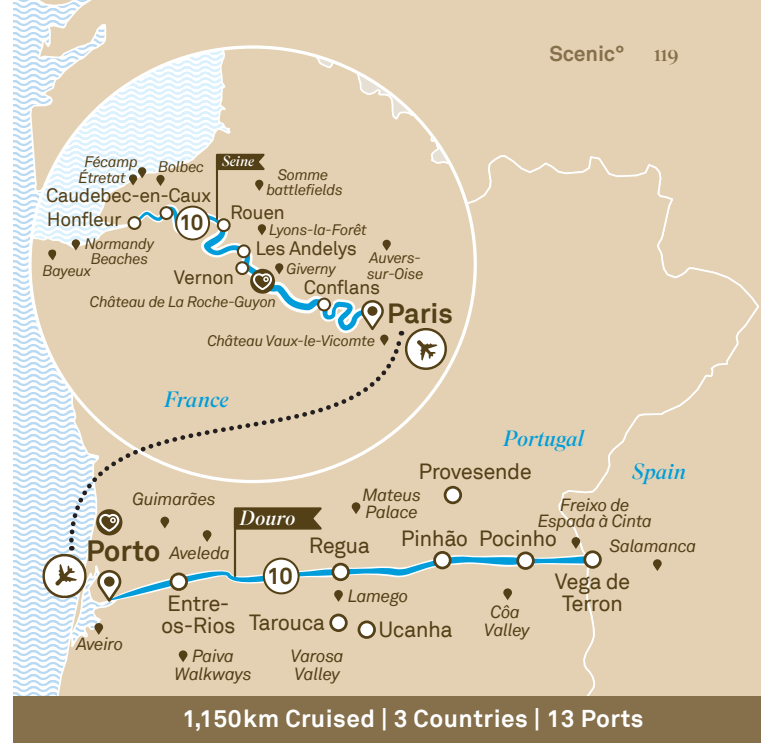 Scenic° 119
Seine
Fécamp
Étretat
Bolbec
Somme
battlefields
Caudebec-en-Caux
Honfleur
10
Rouen
Lyons-la-Forêt
Normandy
Beaches
Bayeux
Les Andelys
Auvers-
sur-Oise
Vernon
Giverny
Château de La Roche-Guyon
Conflans
Paris
Château Vaux-le-Vicomte
France
Portugal
Spain
Provesende
Guimarães
Mateus
Palace
Freixo de
Espada à Cinta
Douro
Porto
Aveleda
Regua
Pinhão
Pocinho
Salamanca
10
Vega de
Terron
Entre-
os-Rios
Lamego
Côa
Valley
Tarouca
Ucanha
Aveiro
Paiva
Walkways
Varosa
Valley
1,150km Cruised | 3 Countries | 13 Ports